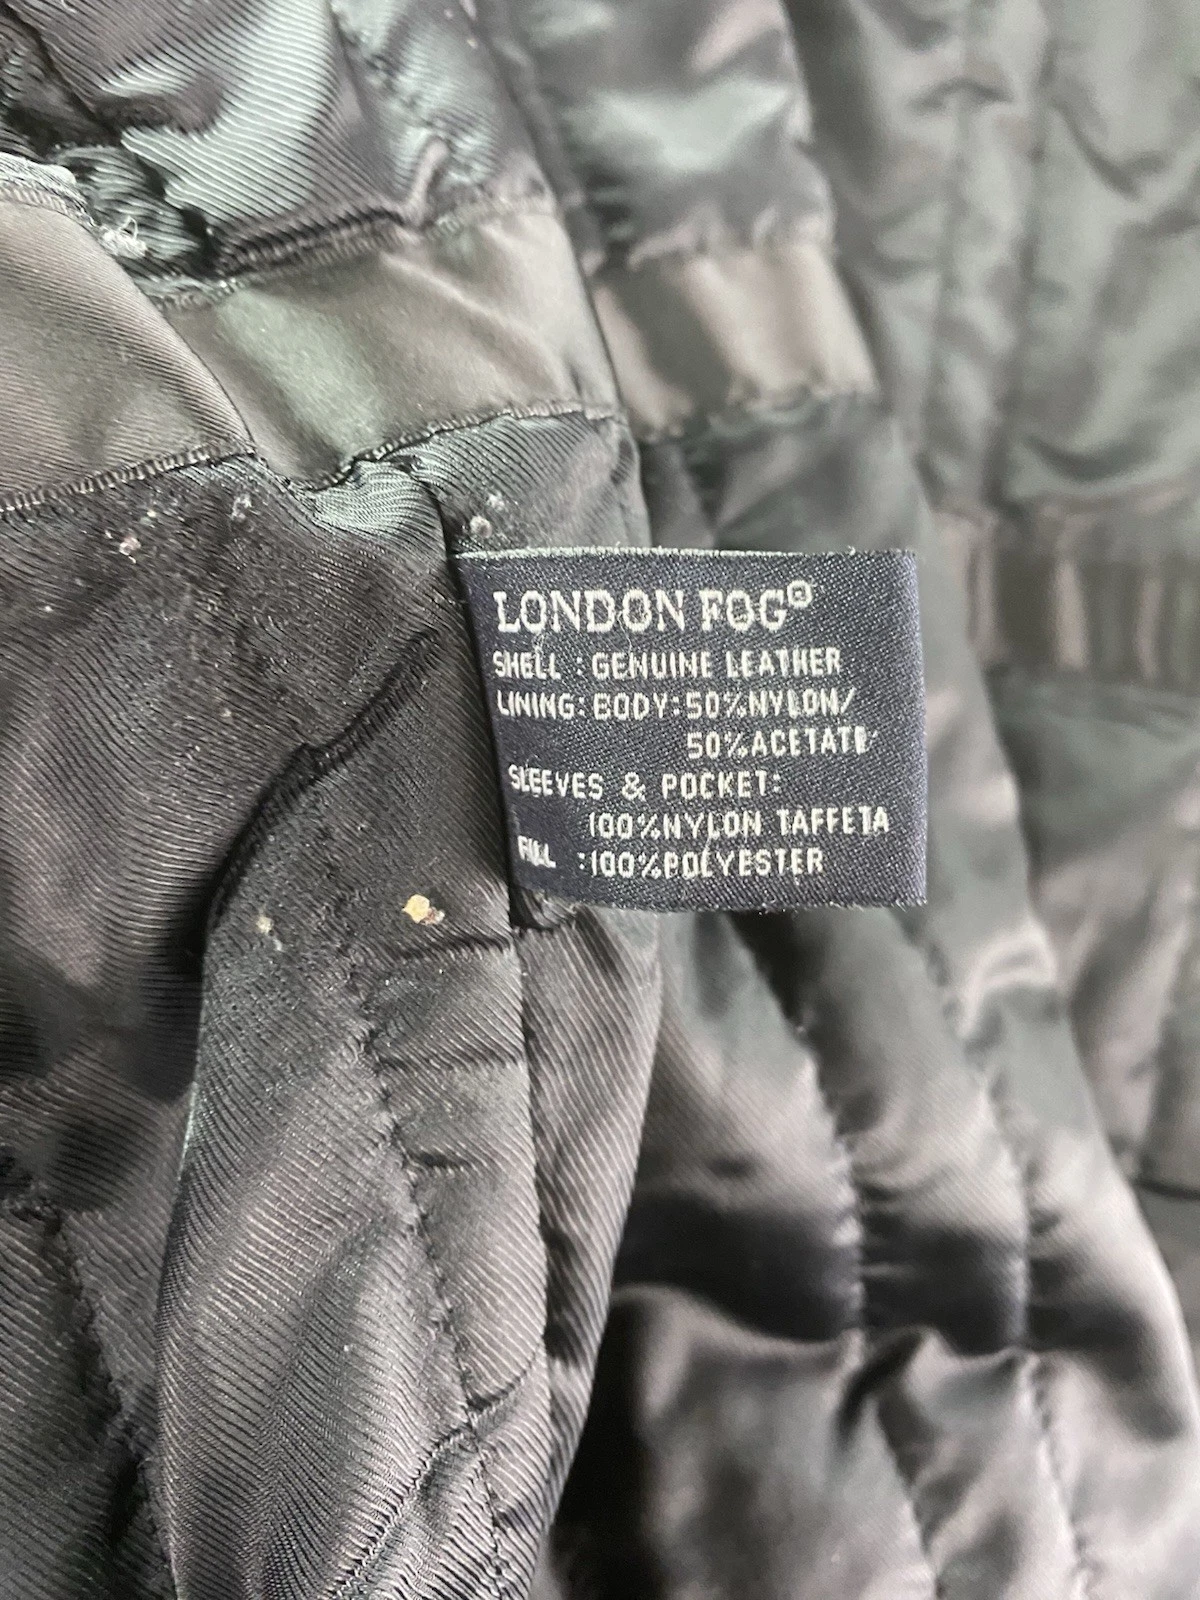 LONDON FOG®
SHELL : GENUINE LEATHER
LINING: BODY: 50%NYLON/
50%ACETATE
SLEEVES & POCKET:
100%NYLON TAFFETA
FILL : 100%POLYESTER